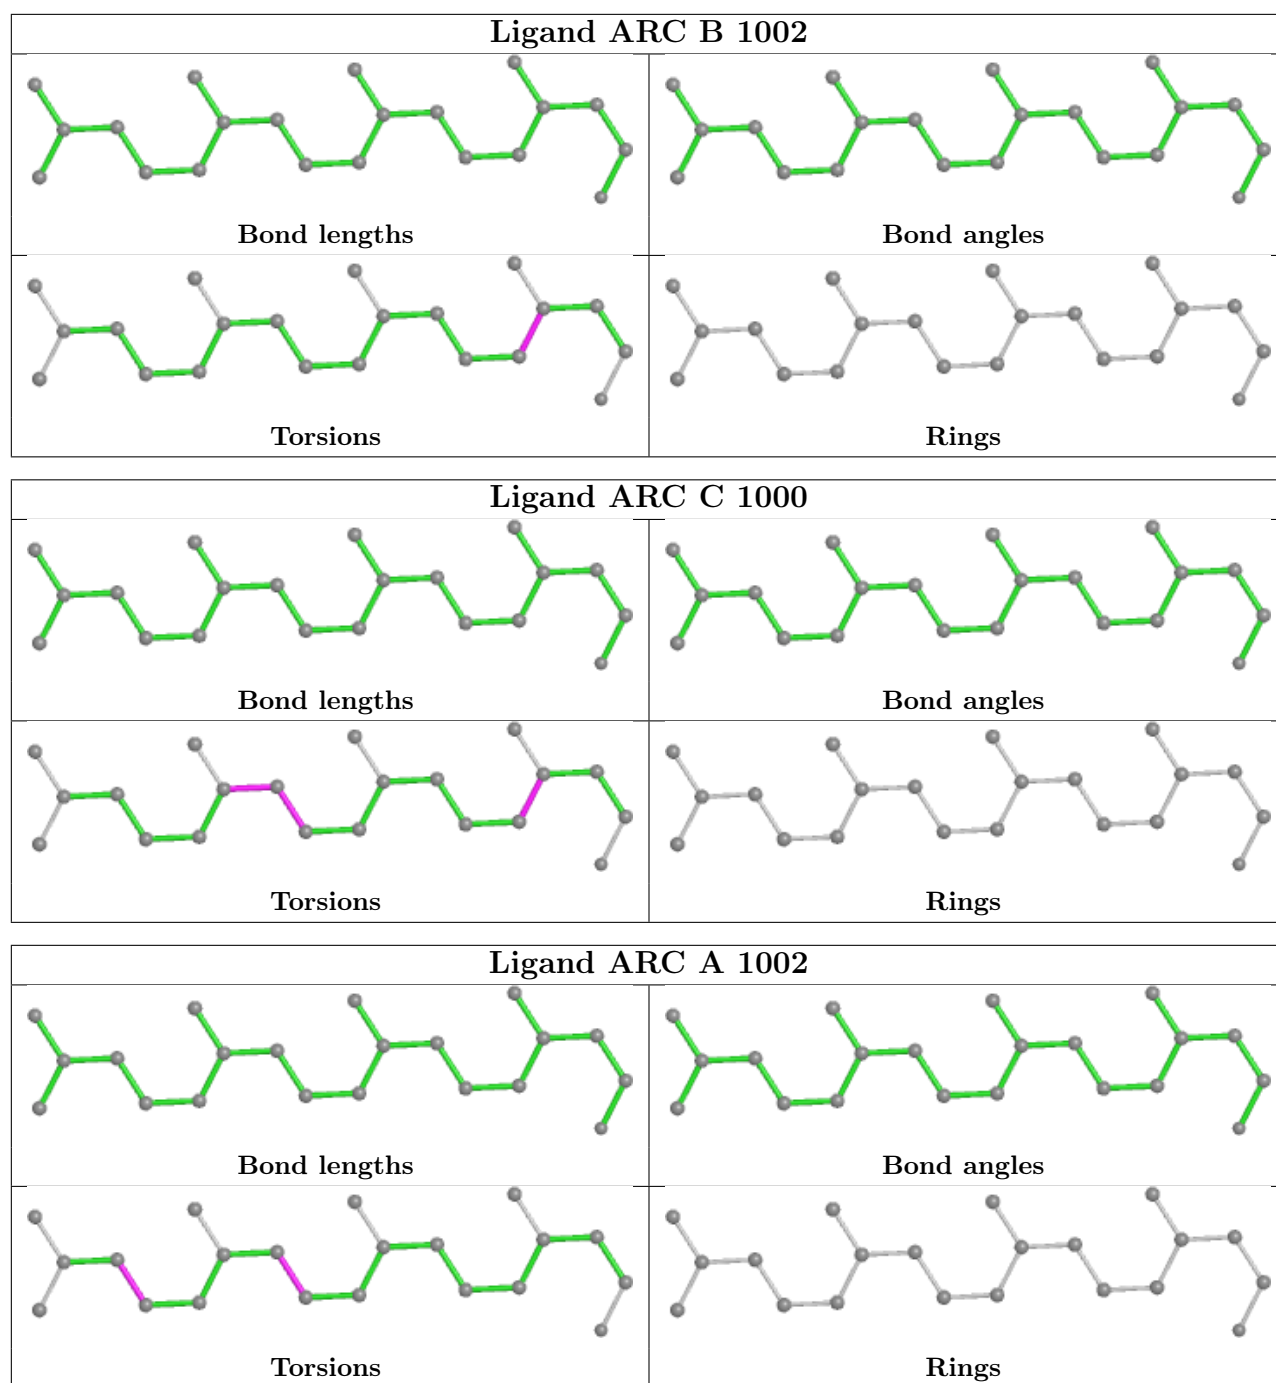 Ligand ARC B 1002
Bond lengths
Bond angles
Torsions
Rings
Ligand ARC C 1000
Bond lengths
Bond angles
Torsions
Rings
Ligand ARC A 1002
Bond lengths
Bond angles
Torsions
Rings